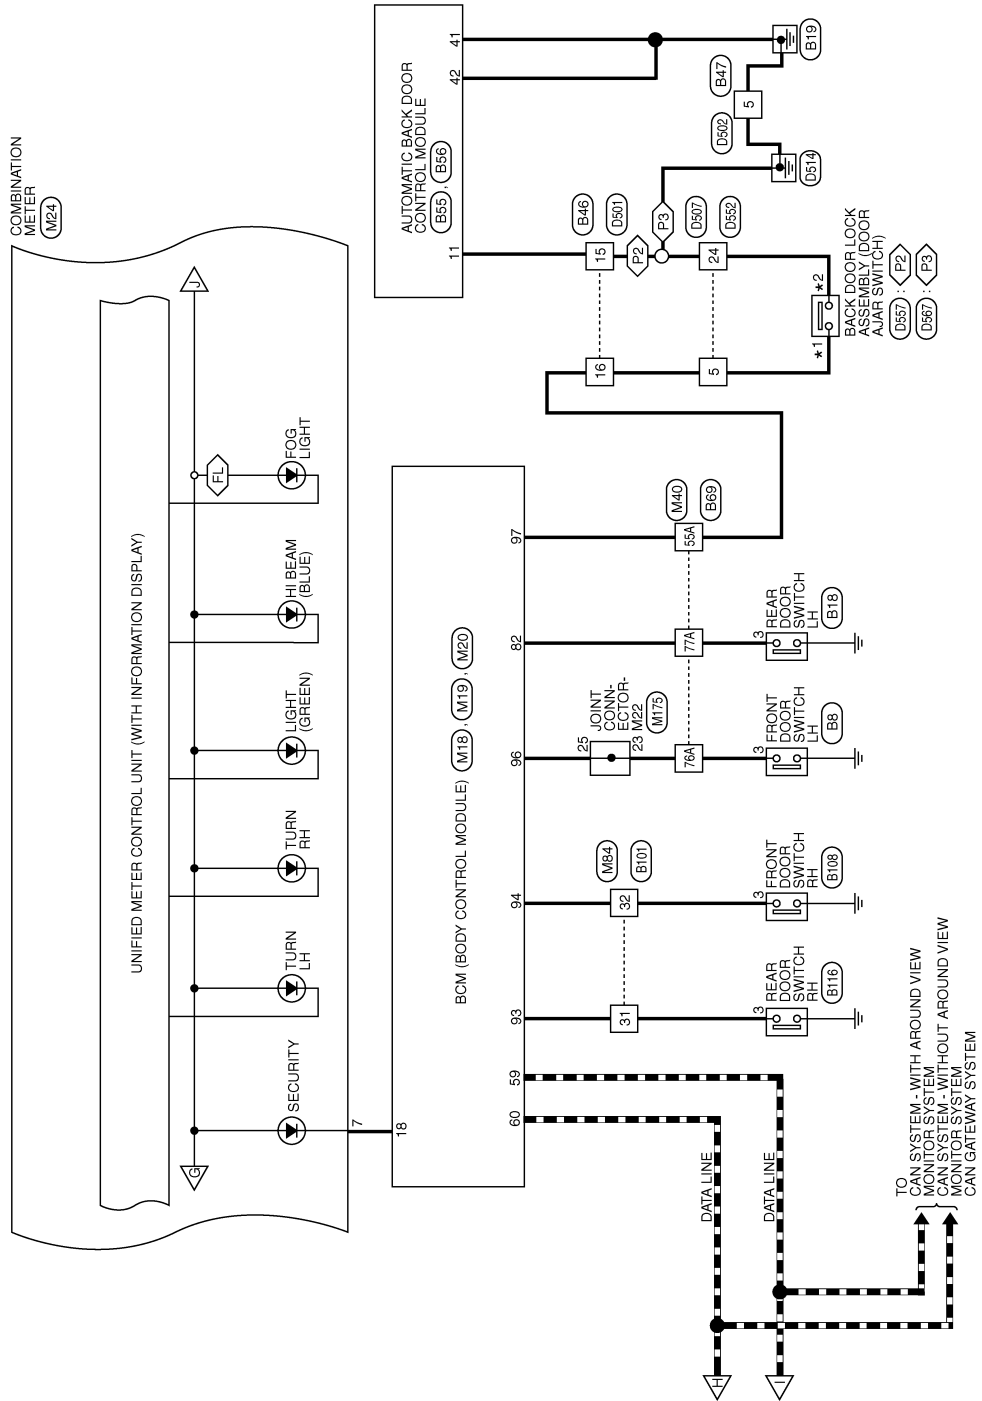 COMBINATION
METER
M24
UNIFIED METER CONTROL UNIT (WITH INFORMATION DISPLAY)
G
J
SECURITY
TURN
LH
TURN
RH
LIGHT
(GREEN)
HI BEAM
(BLUE)
FL
FOG
LIGHT
7
18
BCM (BODY CONTROL MODULE)
M18 , M19 , M20
60
59
93
94
96
82
97
AUTOMATIC BACK DOOR
CONTROL MODULE
B55 , B56
11
42
41
DATA LINE
DATA LINE
H
I
TO
CAN SYSTEM - WITH AROUND VIEW
MONITOR SYSTEM
CAN SYSTEM - WITHOUT AROUND VIEW
MONITOR SYSTEM
CAN GATEWAY SYSTEM
31
32
M84
B101
3
REAR
DOOR
SWITCH
RH
B116
3
FRONT
DOOR
SWITCH
RH
B108
25
23
JOINT
CONN-
ECTOR-
M22
M175
76A
77A
55A
M40
B69
3
FRONT
DOOR
SWITCH
LH
B8
3
REAR
DOOR
SWITCH
LH
B18
16
15
B46
D501
P2
P3
5
24
D507
D552
*1
*2
BACK DOOR LOCK
ASSEMBLY (DOOR
AJAR SWITCH)
D557 : P2
D567 : P3
D514
D502
5
B47
B19